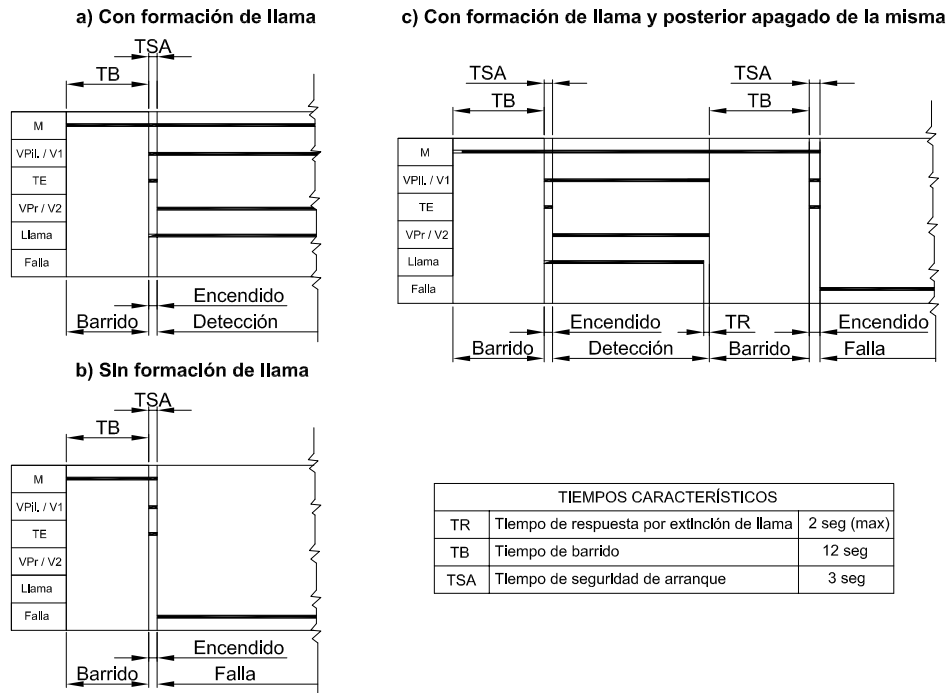 a) Con formación de llama
TSA
TB
M
VPil. / V1
TE
VPr / V2
Llama
Falla
Encendido
Barrido
Detección
b) Sin formación de llama
TSA
TB
M
VPil. / V1
TE
VPr / V2
Llama
Falla
Encendido
Barrido
Falla
c) Con formación de llama y posterior apagado de la misma
TSA
TSA
TB
TB
M
VPil. / V1
TE
VPr / V2
Llama
Falla
Encendido
TR
Encendido
Barrido
Detección
Barrido
Falla
TIEMPOS CARACTERÍSTICOS
TR Tiempo de respuesta por extinción de llama 2 seg (max)
TB Tiempo de barrido 12 seg
TSA Tiempo de seguridad de arranque 3 seg